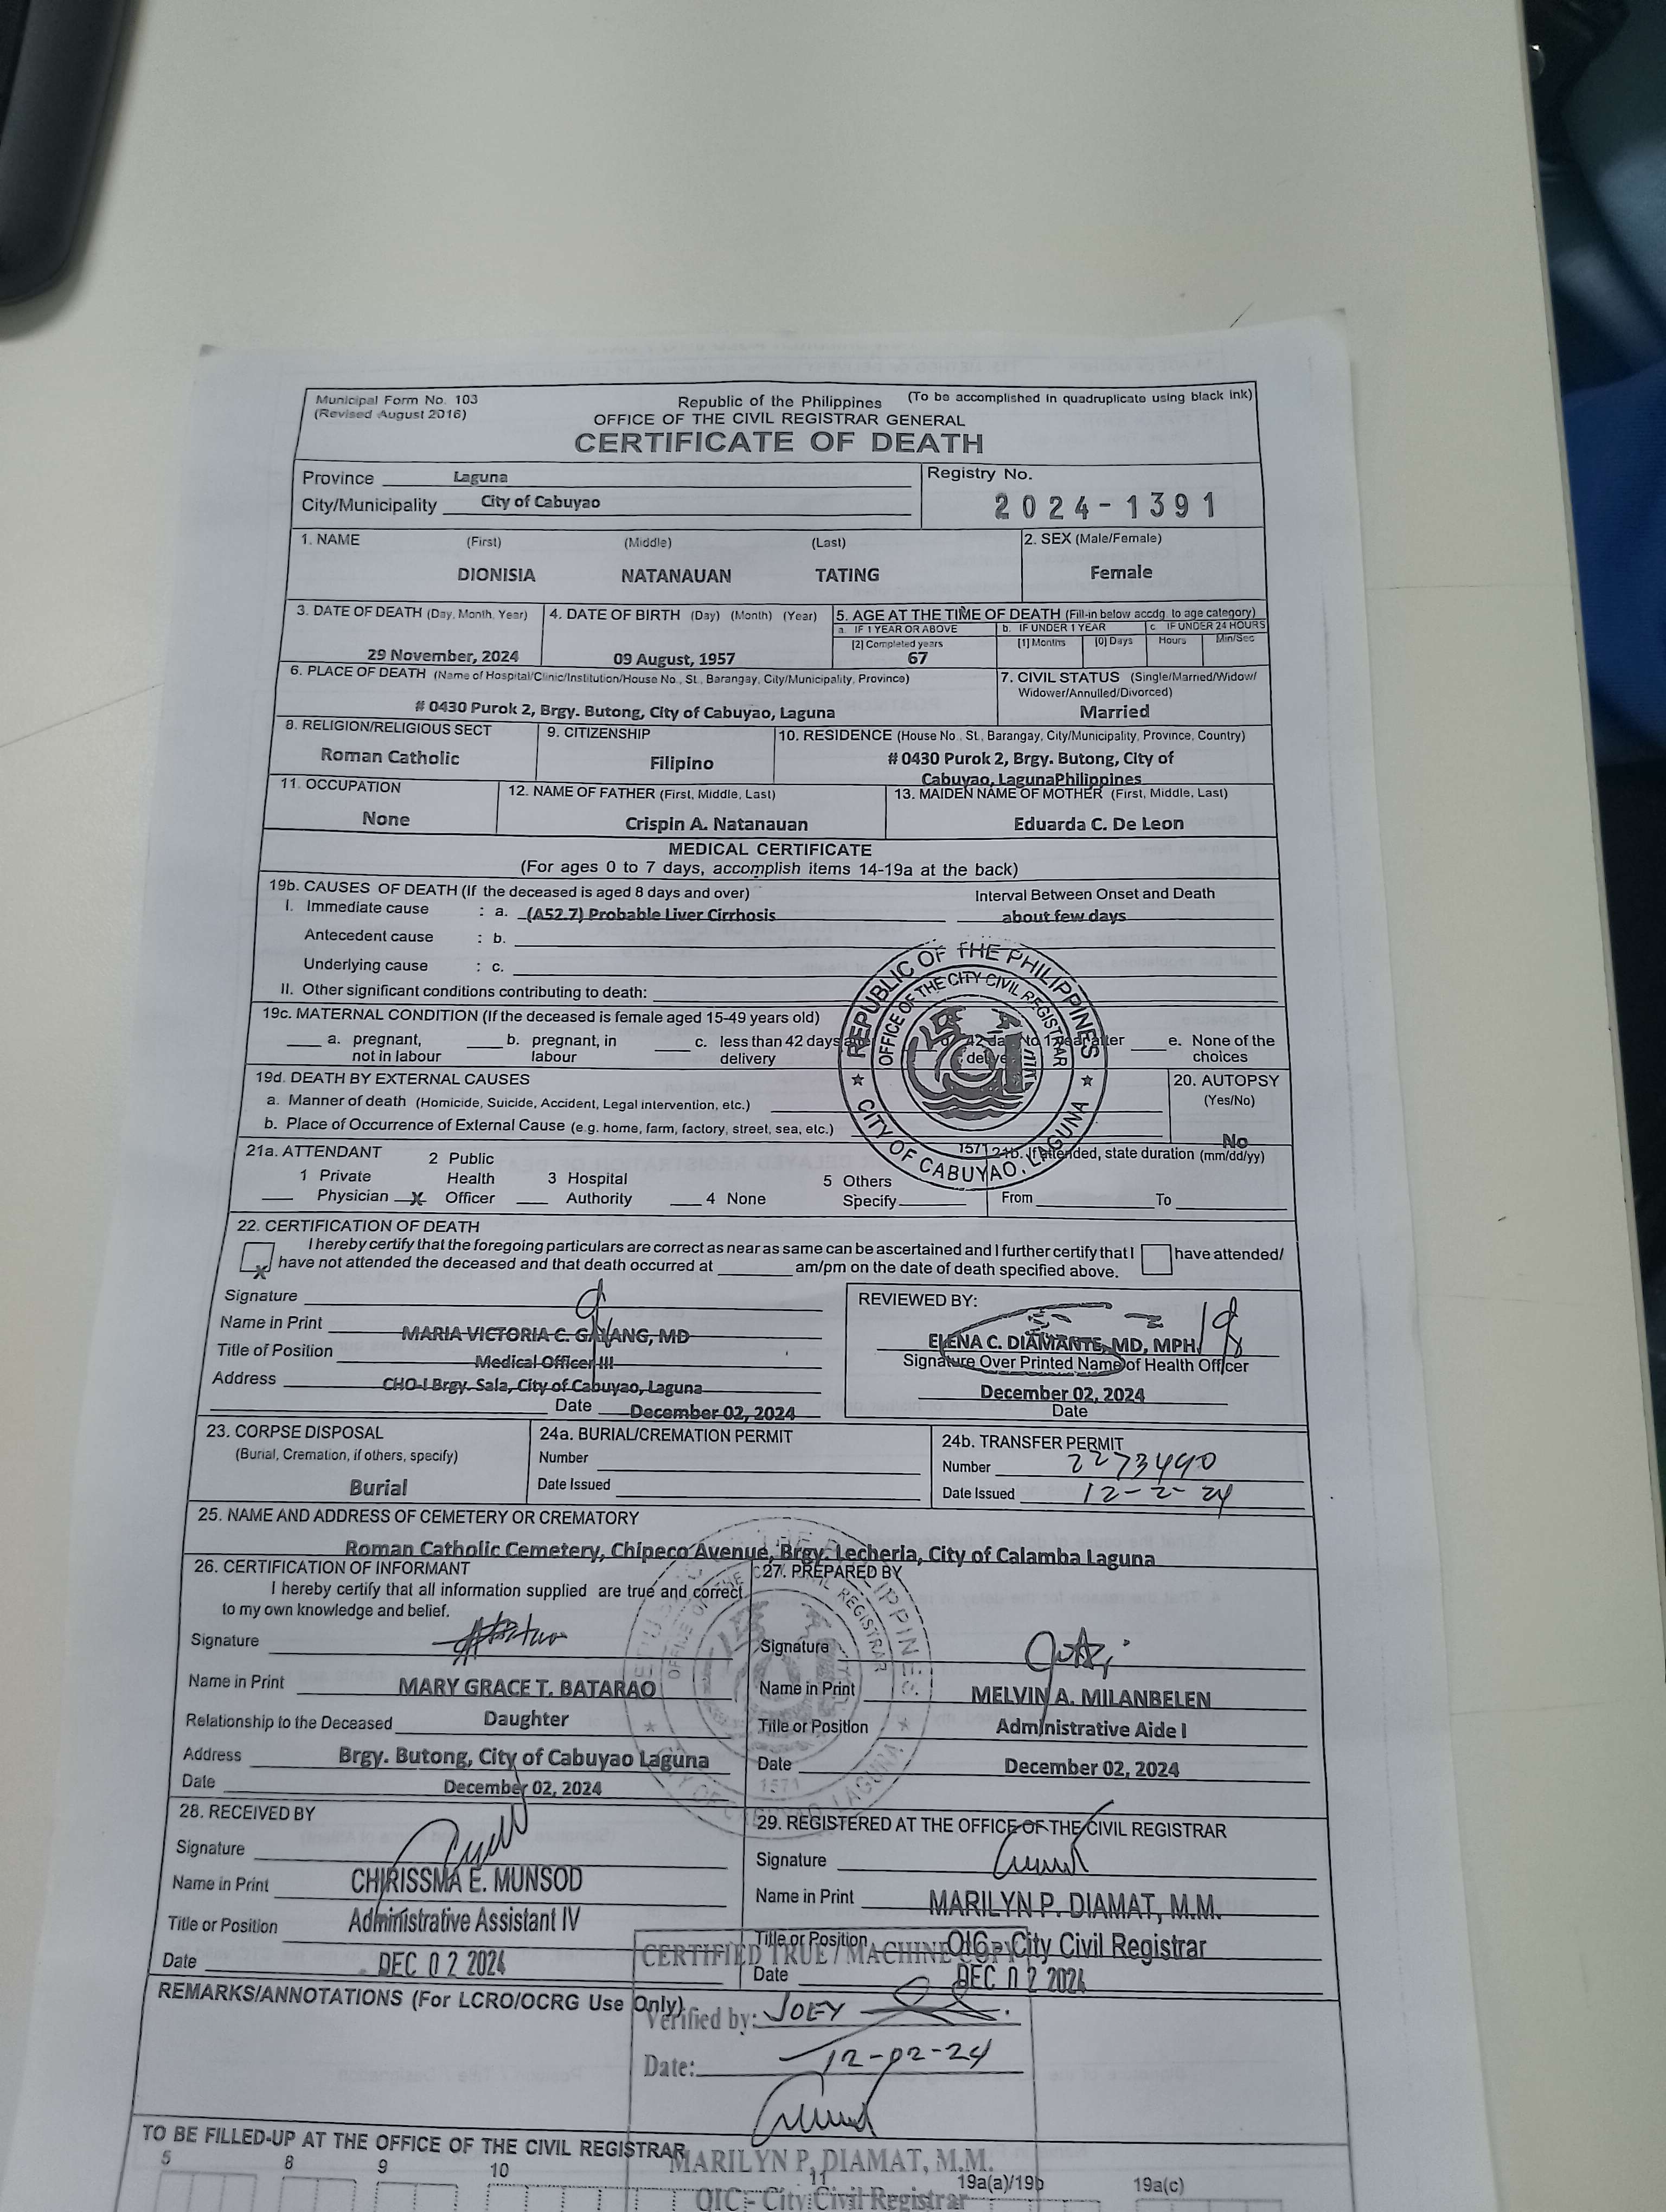 Municipal Form No. 103
(Revised August 2016)
Republic of the Philippines
(To be accomplished in quadruplicate using black ink)
OFFICE OF THE CIVIL REGISTRAR GENERAL
CERTIFICATE OF DEATH
Province Laguna
City/Municipality City of Cabuyao
Registry No.
2024-1391
1. NAME (First) (Middle) (Last)
DIONISIA NATANAUAN TATING
2. SEX (Male/Female)
Female
3. DATE OF DEATH (Day, Month, Year)
29 November, 2024
4. DATE OF BIRTH (Day) (Month) (Year)
09 August, 1957
5. AGE AT THE TIME OF DEATH (Fill-in below accdg. to age category)
a. IF 1 YEAR OR ABOVE b. IF UNDER 1 YEAR c. IF UNDER 24 HOURS
[2] Completed years [1] Months [0] Days Hours Min/Sec
67
6. PLACE OF DEATH (Name of Hospital/Clinic/Institution/House No., St., Barangay, City/Municipality, Province)
# 0430 Purok 2, Brgy. Butong, City of Cabuyao, Laguna
7. CIVIL STATUS (Single/Married/Widow/
Widower/Annulled/Divorced)
Married
8. RELIGION/RELIGIOUS SECT
Roman Catholic
9. CITIZENSHIP
Filipino
10. RESIDENCE (House No., St., Barangay, City/Municipality, Province, Country)
# 0430 Purok 2, Brgy. Butong, City of
Cabuyao, LagunaPhilippines
11. OCCUPATION
None
12. NAME OF FATHER (First, Middle, Last)
Crispin A. Natanauan
13. MAIDEN NAME OF MOTHER (First, Middle, Last)
Eduarda C. De Leon
MEDICAL CERTIFICATE
(For ages 0 to 7 days, accomplish items 14-19a at the back)
19b. CAUSES OF DEATH (If the deceased is aged 8 days and over)
Interval Between Onset and Death
I. Immediate cause : a. (A52.7) Probable Liver Cirrhosis about few days
Antecedent cause : b.
Underlying cause : c.
II. Other significant conditions contributing to death:
REPUBLIC OF THE PHILIPPINES
OFFICE OF THE CITY CIVIL REGISTRAR
CITY OF CABUYAO, LAGUNA
1571
19c. MATERNAL CONDITION (If the deceased is female aged 15-49 years old)
a. pregnant,
not in labour
b. pregnant, in
labour
c. less than 42 days
delivery
e. None of the
choices
19d. DEATH BY EXTERNAL CAUSES
a. Manner of death (Homicide, Suicide, Accident, Legal intervention, etc.)
b. Place of Occurrence of External Cause (e.g. home, farm, factory, street, sea, etc.)
20. AUTOPSY
(Yes/No)
No
21a. ATTENDANT
1 Private
Physician
X 2 Public
Health
Officer
3 Hospital
Authority
4 None
5 Others
Specify
21b. If attended, state duration (mm/dd/yy)
From To
22. CERTIFICATION OF DEATH
I hereby certify that the foregoing particulars are correct as near as same can be ascertained and I further certify that I have attended/
X have not attended the deceased and that death occurred at am/pm on the date of death specified above.
Signature
Name in Print MARIA VICTORIA C. GAVANG, MD
Title of Position Medical Officer III
Address CHO-I Brgy. Sala, City of Cabuyao, Laguna
Date December 02, 2024
REVIEWED BY:
ELENA C. DIAMANTE, MD, MPH
Signature Over Printed Name of Health Officer
December 02, 2024
Date
23. CORPSE DISPOSAL
(Burial, Cremation, if others, specify)
Burial
24a. BURIAL/CREMATION PERMIT
Number
Date Issued
24b. TRANSFER PERMIT
Number 2273490
Date Issued 12-2-24
25. NAME AND ADDRESS OF CEMETERY OR CREMATORY
Roman Catholic Cemetery, Chipeco Avenue, Brgy. Lecheria, City of Calamba Laguna
26. CERTIFICATION OF INFORMANT
I hereby certify that all information supplied are true and correct
to my own knowledge and belief.
Signature
Name in Print MARY GRACE T. BATARAO
Relationship to the Deceased Daughter
Address Brgy. Butong, City of Cabuyao Laguna
Date December 02, 2024
27. PREPARED BY
Signature
Name in Print MELVIN A. MILANBELEN
Title or Position Administrative Aide I
Date December 02, 2024
28. RECEIVED BY
Signature
Name in Print CHIRISSMA E. MUNSOD
Title or Position Administrative Assistant IV
Date DEC 02 2024
29. REGISTERED AT THE OFFICE OF THE CIVIL REGISTRAR
Signature
Name in Print MARILYN P. DIAMAT, M.M.
Title or Position OIC - City Civil Registrar
Date DEC 02 2024
REMARKS/ANNOTATIONS (For LCRO/OCRG Use Only)
CERTIFIED TRUE / MACHINE COPY
Verified by: JOEY
Date: 12-02-24
MARILYN P. DIAMAT, M.M.
OIC - City Civil Registrar
TO BE FILLED-UP AT THE OFFICE OF THE CIVIL REGISTRAR
5 8 9 10 11 19a(a)/19b 19a(c)